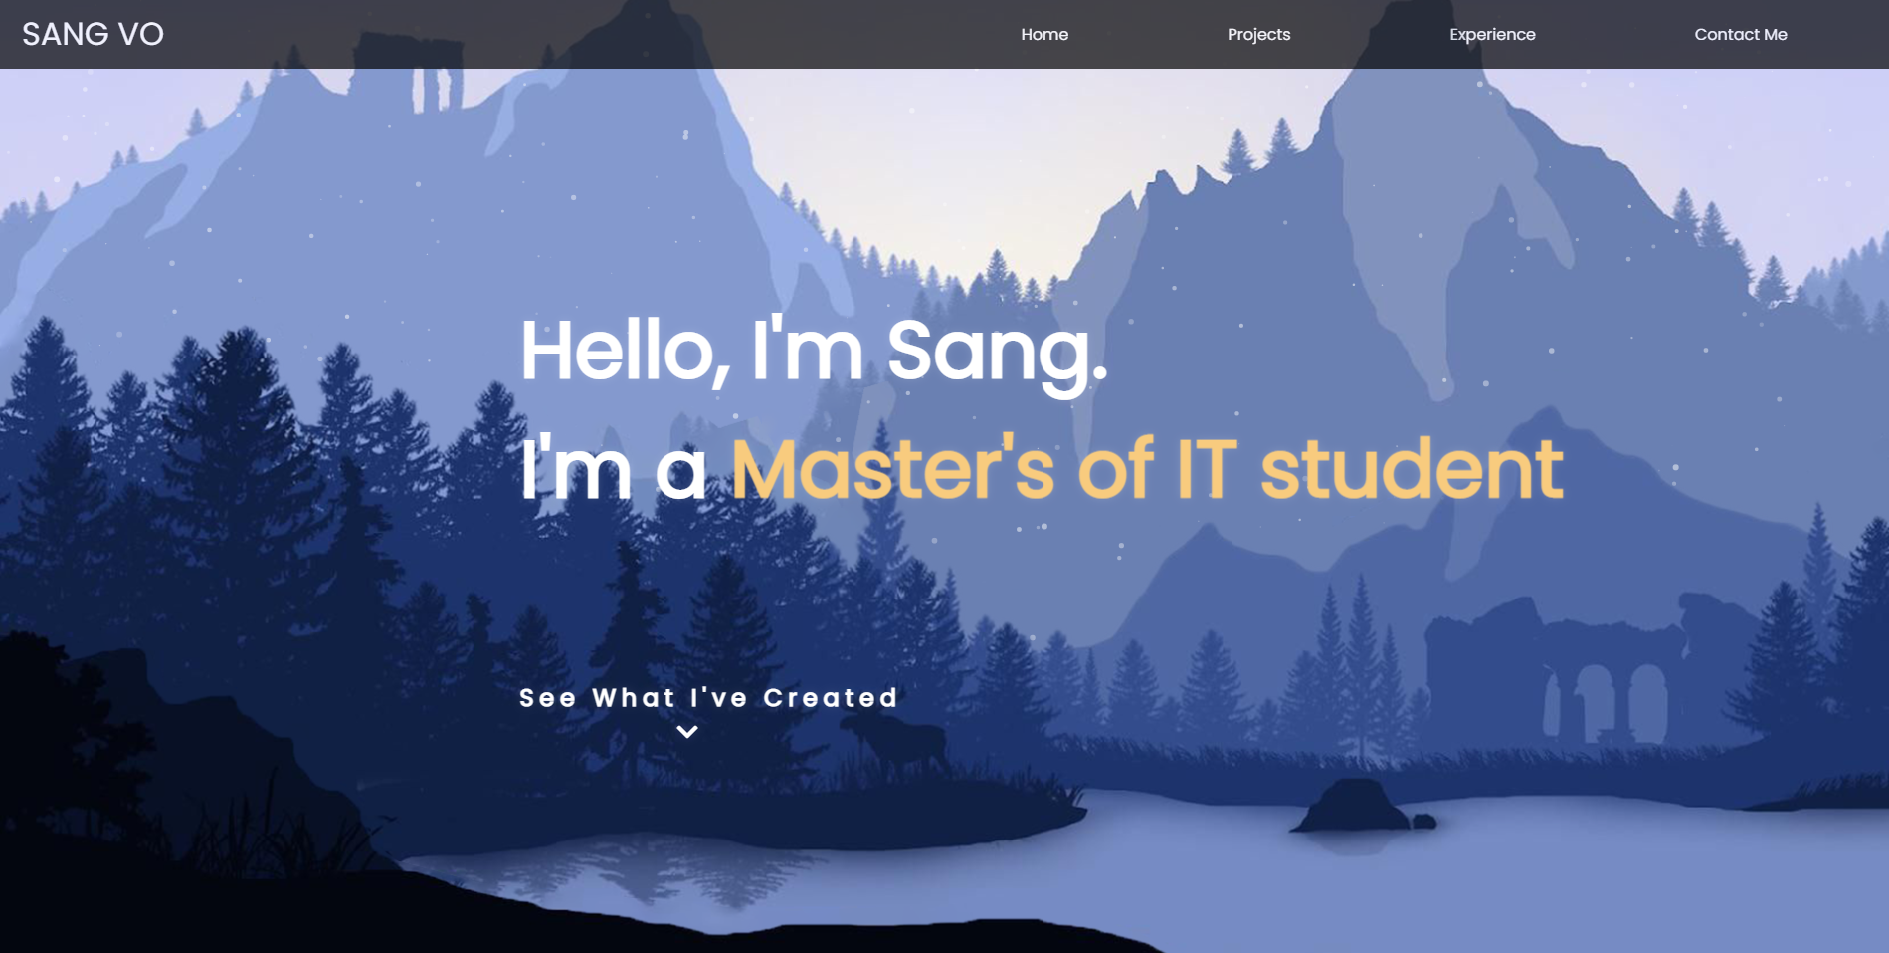 SANG VO
Home Projects Experience Contact Me
Hello, I'm Sang.
I'm a Master's of IT student
See What I've Created